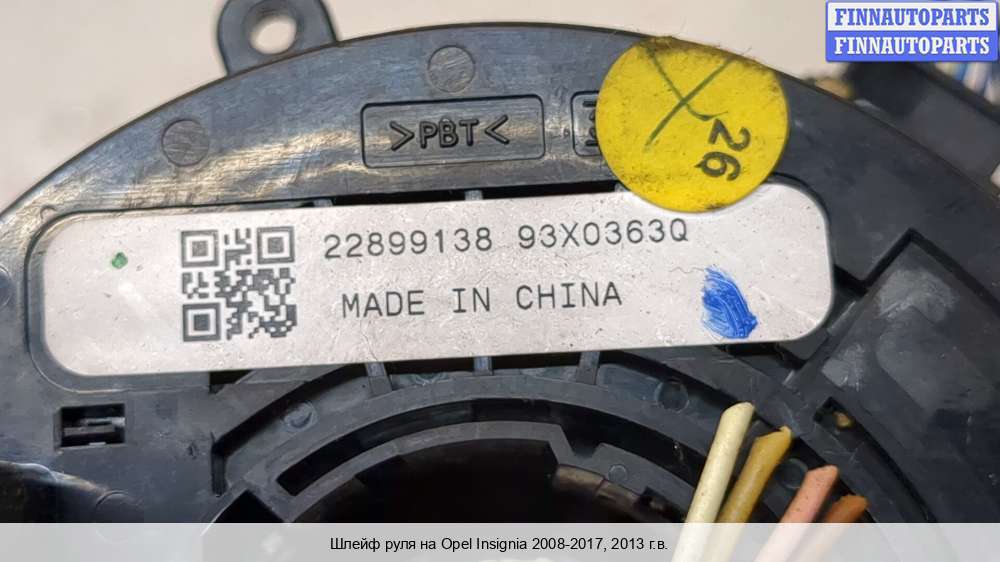 FINNAUTOPARTS
FINNAUTOPARTS
>PBT<
26
22899138 93X0363Q
MADE IN CHINA
Шлейф руля на Opel Insignia 2008-2017, 2013 г.в.